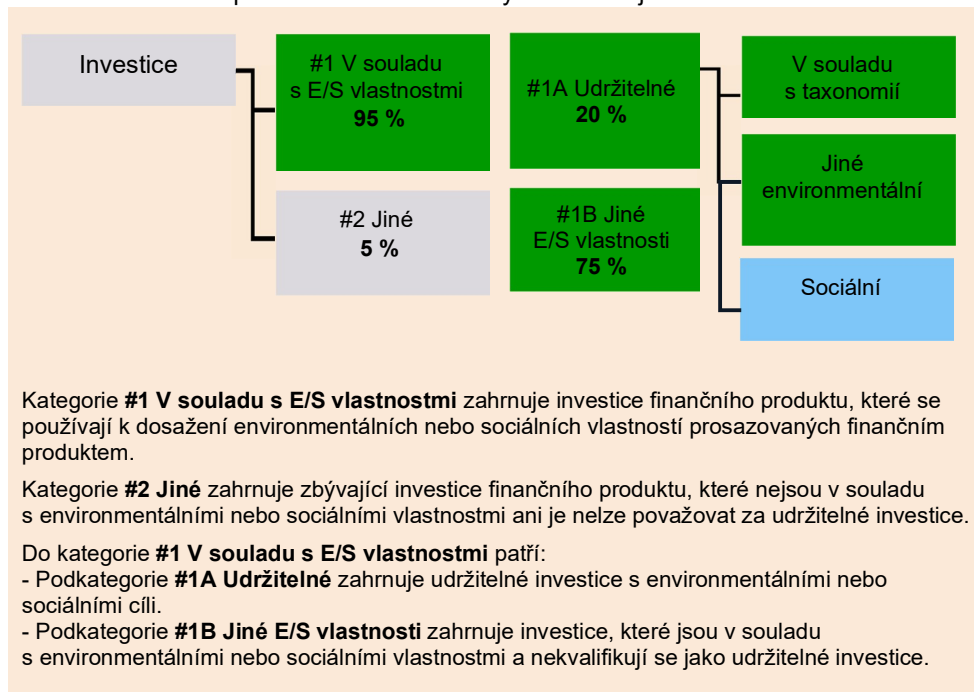 Investice
#1 V souladu
s E/S vlastnostmi
95 %
#2 Jiné
5 %
#1A Udržitelné
20 %
#1B Jiné
E/S vlastnosti
75 %
V souladu
s taxonomií
Jiné
environmentální
Sociální
Kategorie #1 V souladu s E/S vlastnostmi zahrnuje investice finančního produktu, které se
používají k dosažení environmentálních nebo sociálních vlastností prosazovaných finančním
produktem.
Kategorie #2 Jiné zahrnuje zbývající investice finančního produktu, které nejsou v souladu
s environmentálními nebo sociálními vlastnostmi ani je nelze považovat za udržitelné investice.
Do kategorie #1 V souladu s E/S vlastnostmi patří:
- Podkategorie #1A Udržitelné zahrnuje udržitelné investice s environmentálními nebo
sociálními cíli.
- Podkategorie #1B Jiné E/S vlastnosti zahrnuje investice, které jsou v souladu
s environmentálními nebo sociálními vlastnostmi a nekvalifikují se jako udržitelné investice.